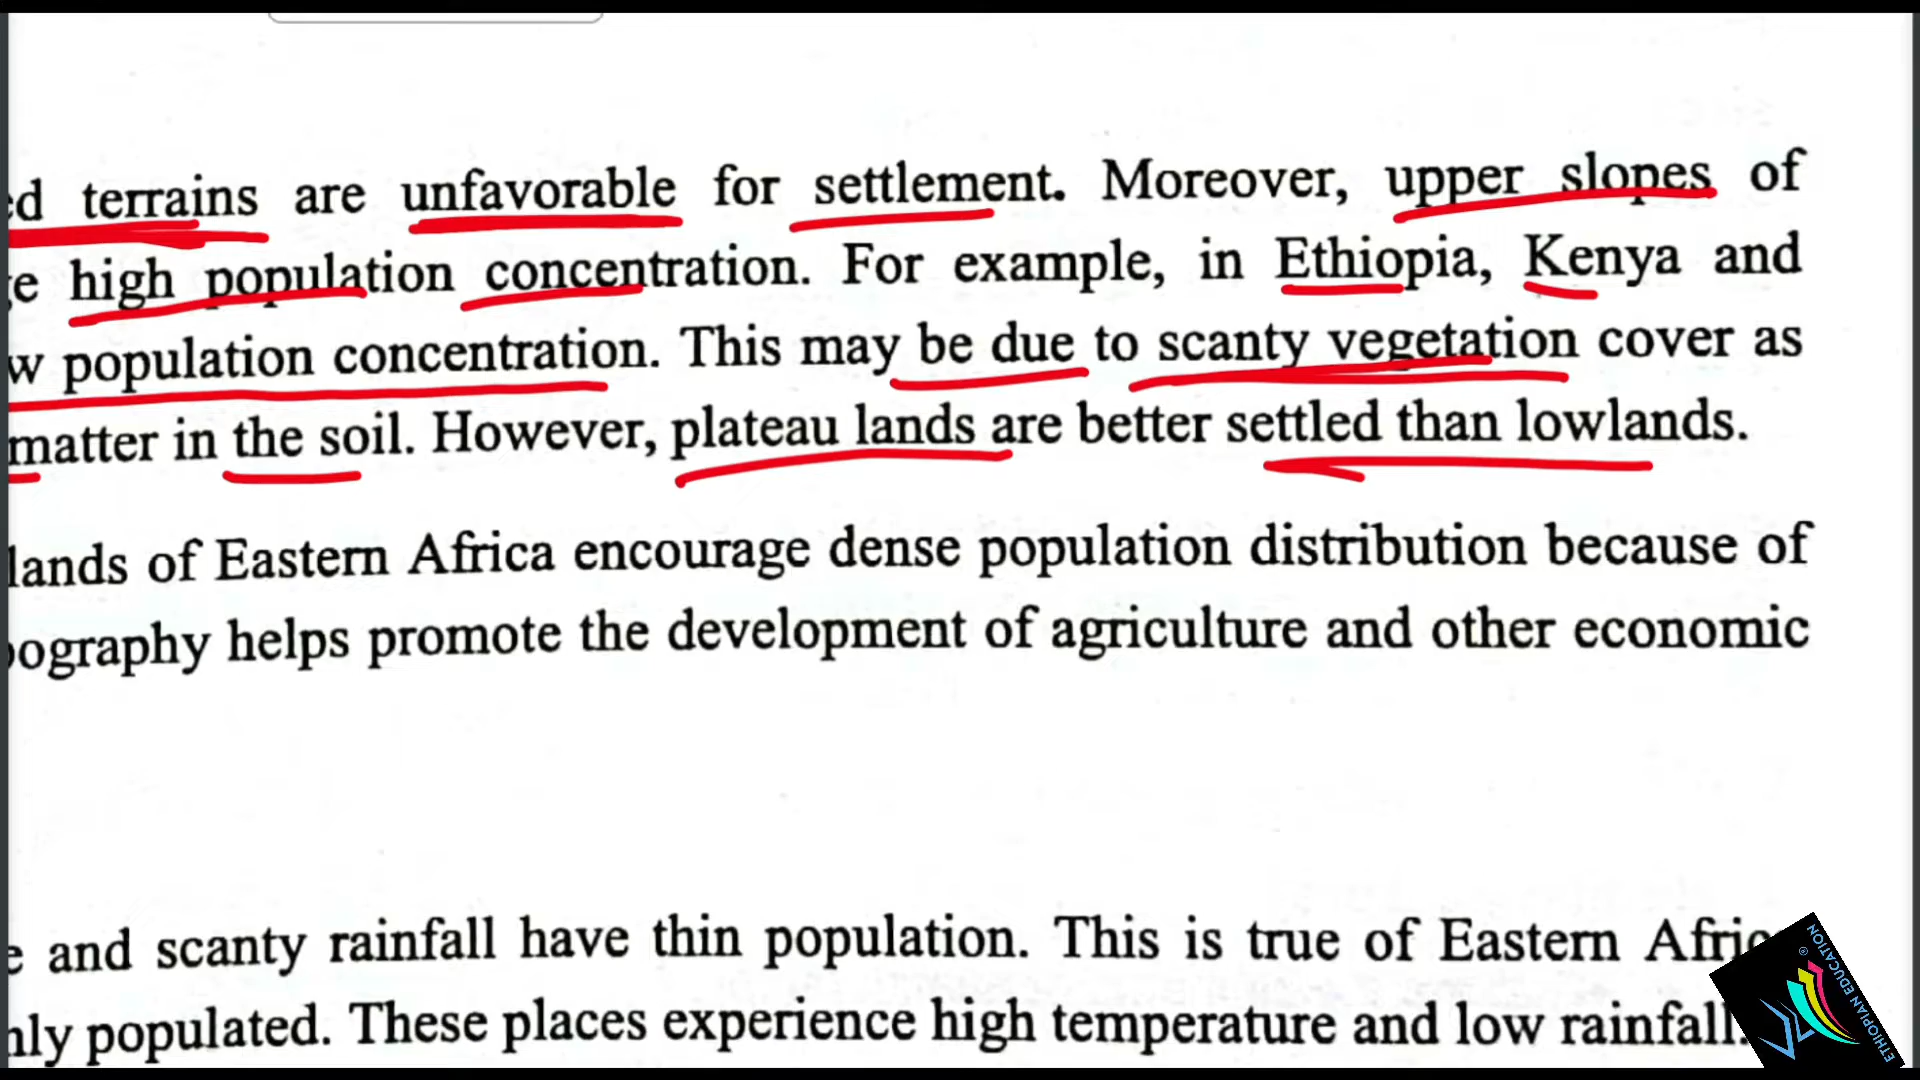 terrains are unfavorable for settlement. Moreover, upper slopes of
high population concentration. For example, in Ethiopia, Kenya and
population concentration. This may be due to scanty vegetation cover as
matter in the soil. However, plateau lands are better settled than lowlands.
lands of Eastern Africa encourage dense population distribution because of
helps promote the development of agriculture and other economic
and scanty rainfall have thin population. This is true of Eastern
populated. These places experience high temperature and low rainfall.
ETHIOPIAN EDUCATION